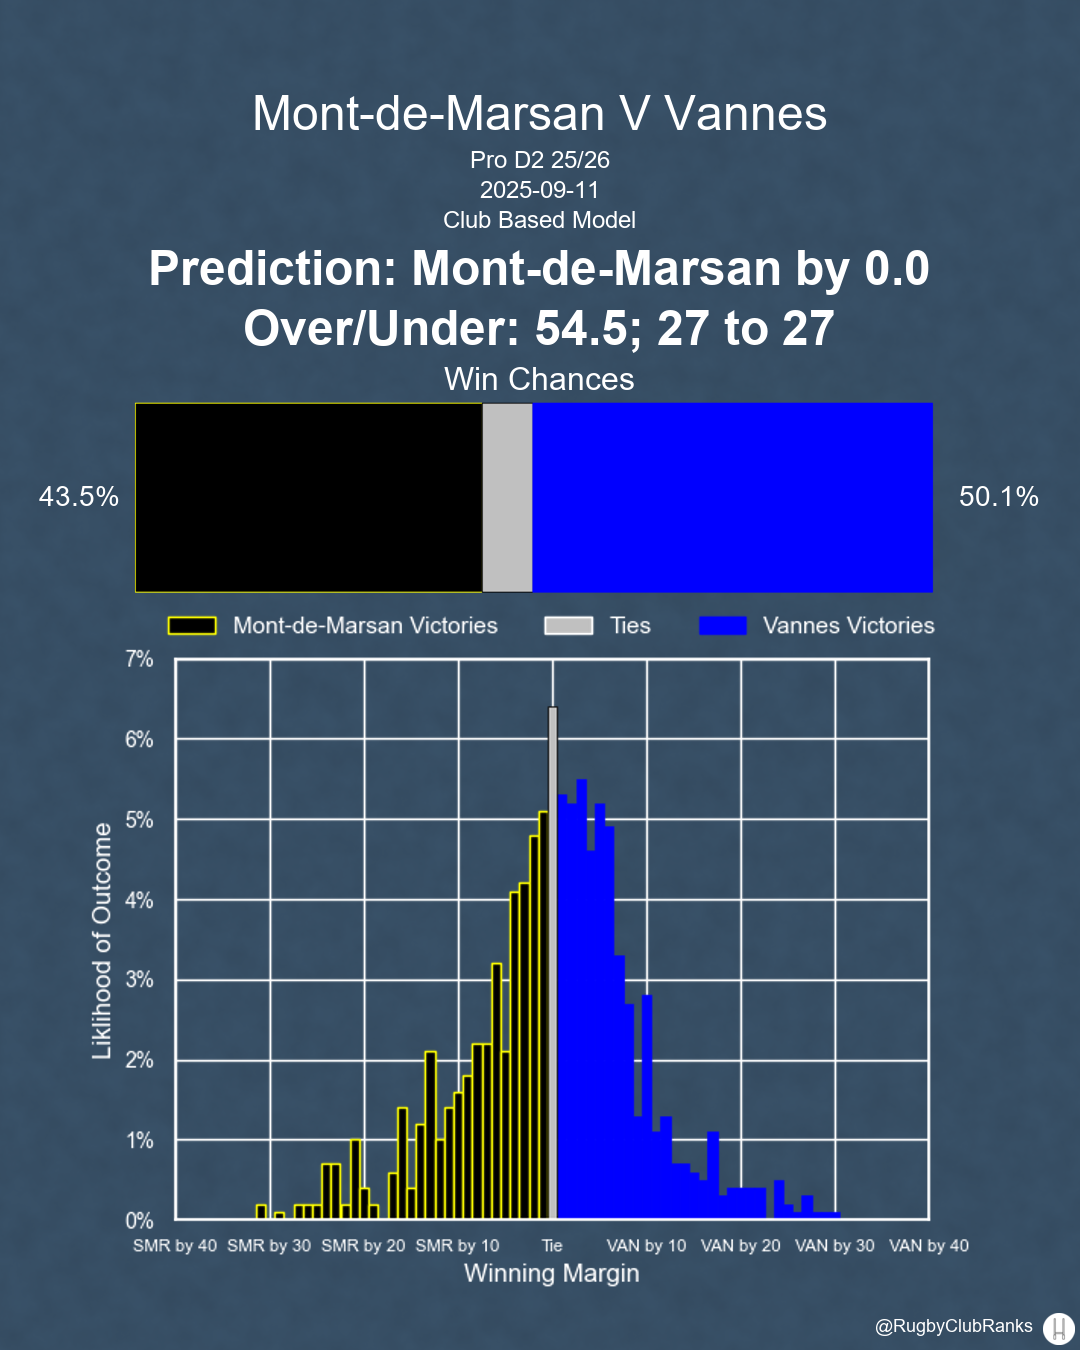 Mont-de-Marsan V Vannes
Pro D2 25/26
2025-09-11
Club Based Model
Prediction: Mont-de-Marsan by 0.0
Over/Under: 54.5; 27 to 27
Win Chances
43.5%
50.1%
Mont-de-Marsan Victories
Ties
Vannes Victories
7%
6%
5%
4%
3%
2%
1%
0%
Liklihood of Outcome
SMR by 40 SMR by 30 SMR by 20 SMR by 10 Tie VAN by 10 VAN by 20 VAN by 30 VAN by 40
Winning Margin
@RugbyClubRanks